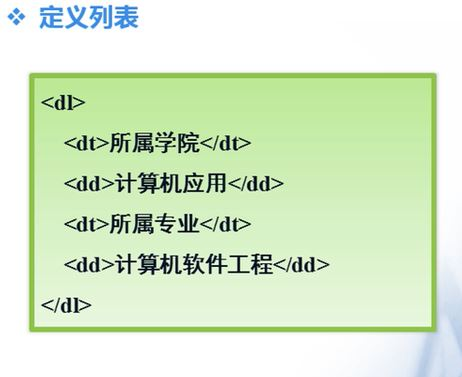 定义列表
<dl>
<dt>所属学院</dt>
<dd>计算机应用</dd>
<dt>所属专业</dt>
<dd>计算机软件工程</dd>
</dl>